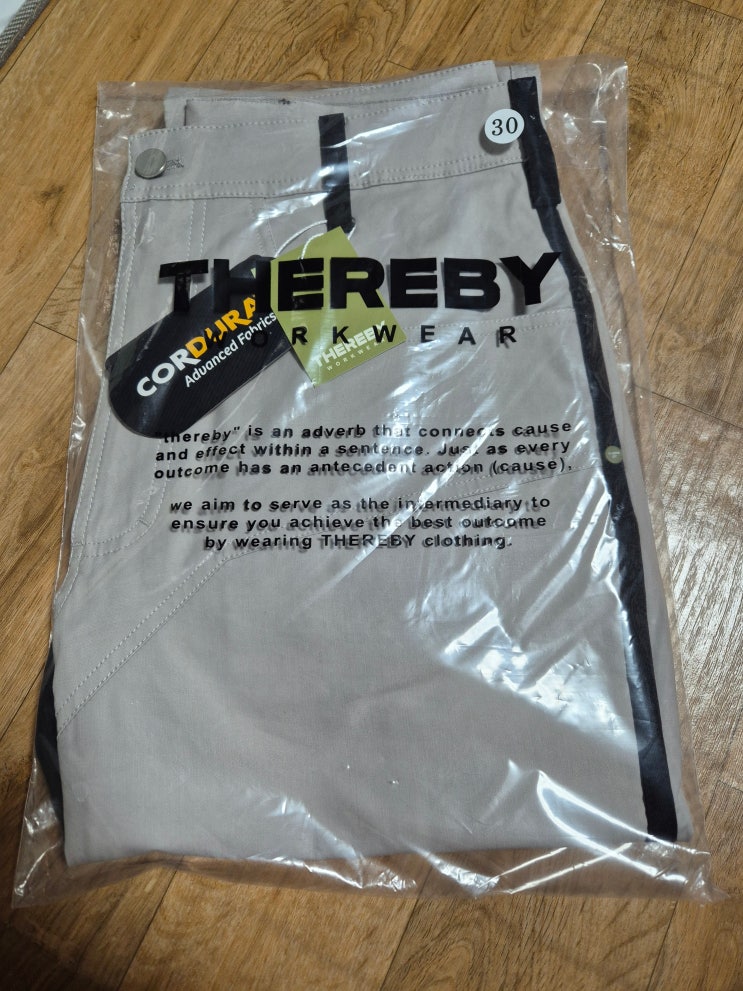 30
THEREBY
WORKWEAR
CORDURA
Advanced Fabrics
THEREBY
WORKWEAR
"thereby" is an adverb that connects cause
and effect within a sentence. Just as every
outcome has an antecedent action (cause),
we aim to serve as the intermediary to
ensure you achieve the best outcome
by wearing THEREBY clothing.